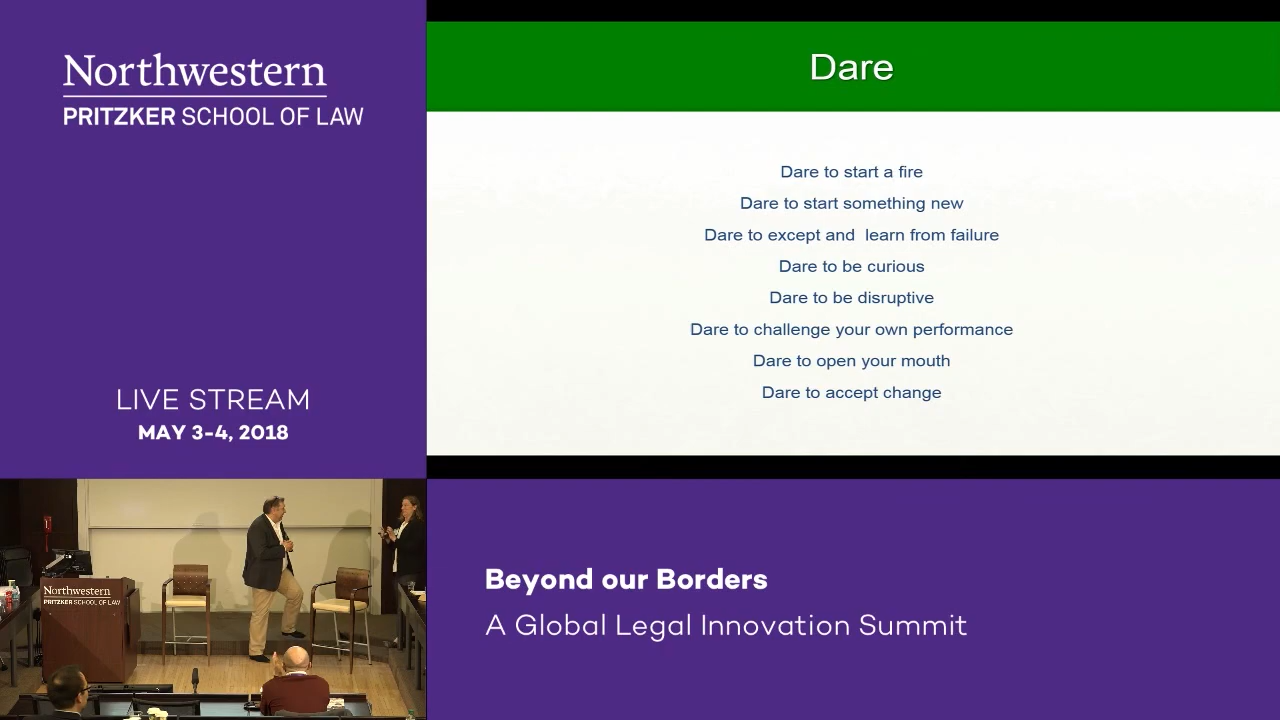 Northwestern
PRITZKER SCHOOL OF LAW
LIVE STREAM
MAY 3-4, 2018
Dare
Dare to start a fire
Dare to start something new
Dare to except and  learn from failure
Dare to be curious
Dare to be disruptive
Dare to challenge your own performance
Dare to open your mouth
Dare to accept change
Northwestern
PRITZKER SCHOOL OF LAW
Beyond our Borders
A Global Legal Innovation Summit